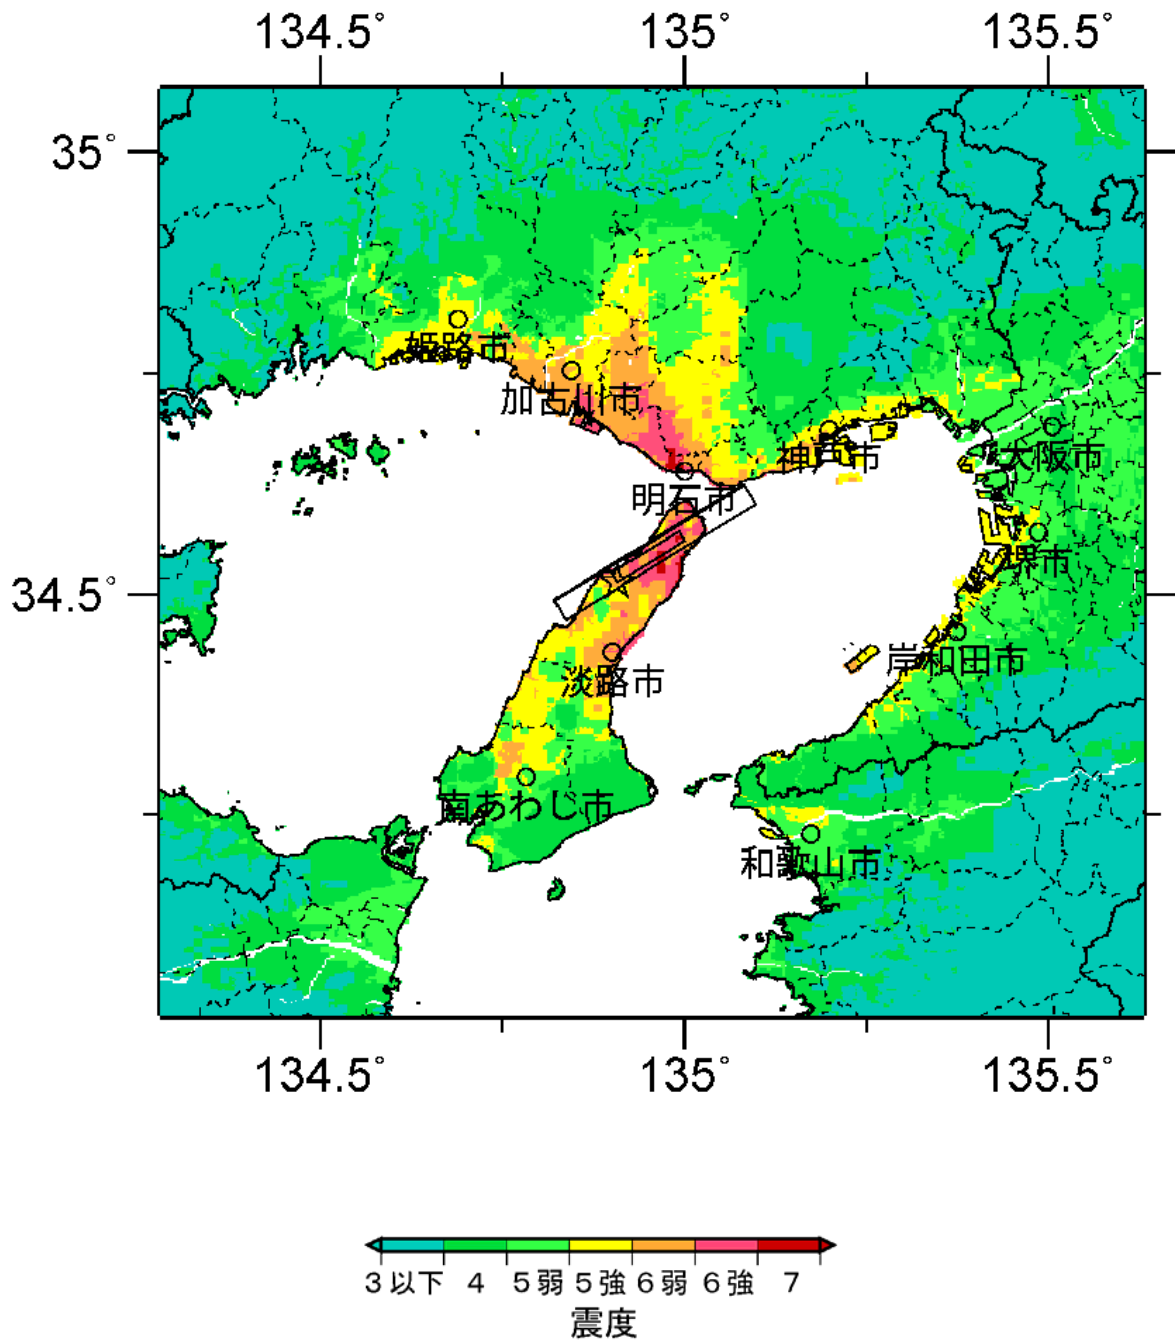 134.5° 135° 135.5°
35°
姫路市
加古川市
神戸市
大阪市
明石市
堺市
34.5°
岸和田市
淡路市
南あわじ市
和歌山市
134.5° 135° 135.5°
3以下 4 5弱 5強 6弱 6強 7
震度